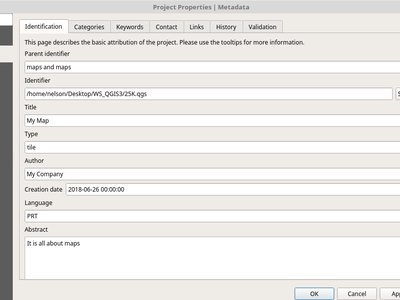 Project Properties | Metadata
Identification Categories Keywords Contact Links History Validation
This page describes the basic attribution of the project. Please use the tooltips for more information.
Parent identifier
maps and maps
Identifier
/home/nelson/Desktop/WS_QGIS3/25K.qgs
Title
My Map
Type
tile
Author
My Company
Creation date 2018-06-26 00:00:00
Language
PRT
Abstract
It is all about maps
OK Cancel App